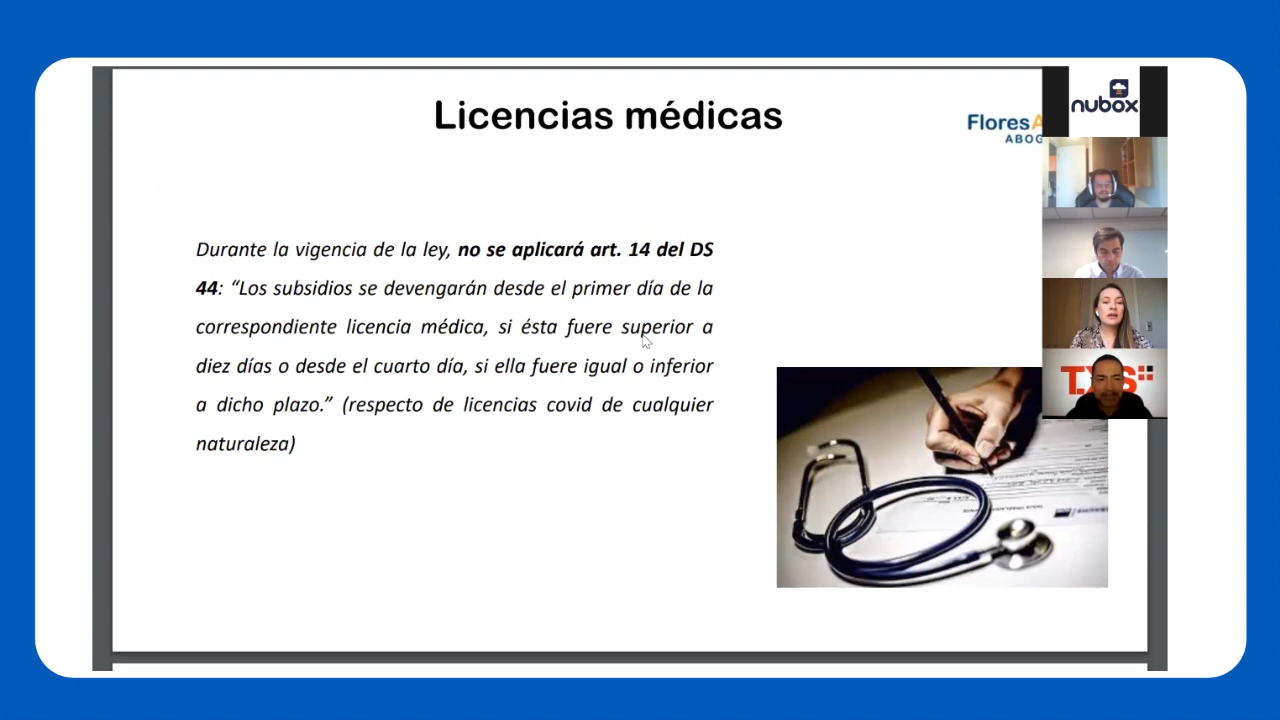 Licencias médicas
Flores
ABOG
nubox
Durante la vigencia de la ley, no se aplicará art. 14 del DS
44: “Los subsidios se devengarán desde el primer día de la
correspondiente licencia médica, si ésta fuere superior a
diez días o desde el cuarto día, si ella fuere igual o inferior
a dicho plazo.” (respecto de licencias covid de cualquier
naturaleza)